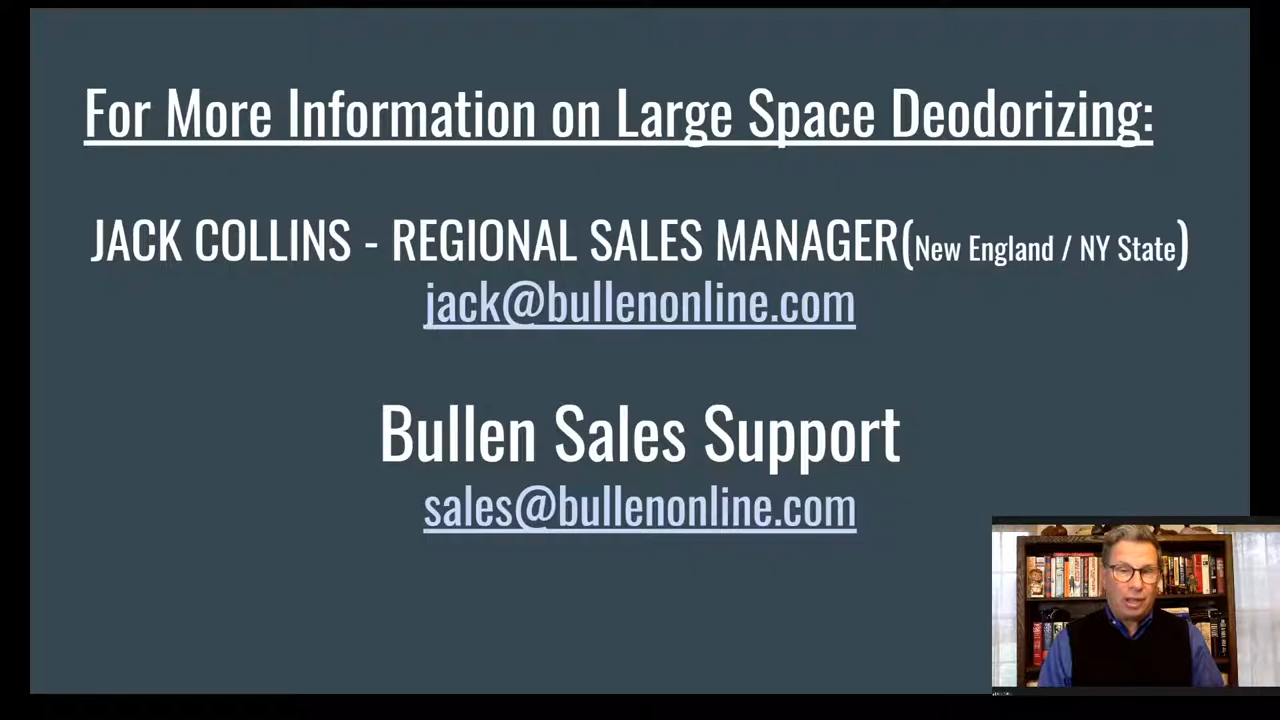 For More Information on Large Space Deodorizing:
JACK COLLINS - REGIONAL SALES MANAGER(New England / NY State)
jack@bullenonline.com
Bullen Sales Support
sales@bullenonline.com